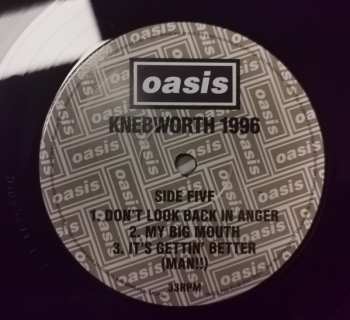 oasis
KNEBWORTH 1996
SIDE FIVE
1. DON'T LOOK BACK IN ANGER
2. MY BIG MOUTH
3. IT'S GETTIN' BETTER
(MAN!!)
33RPM